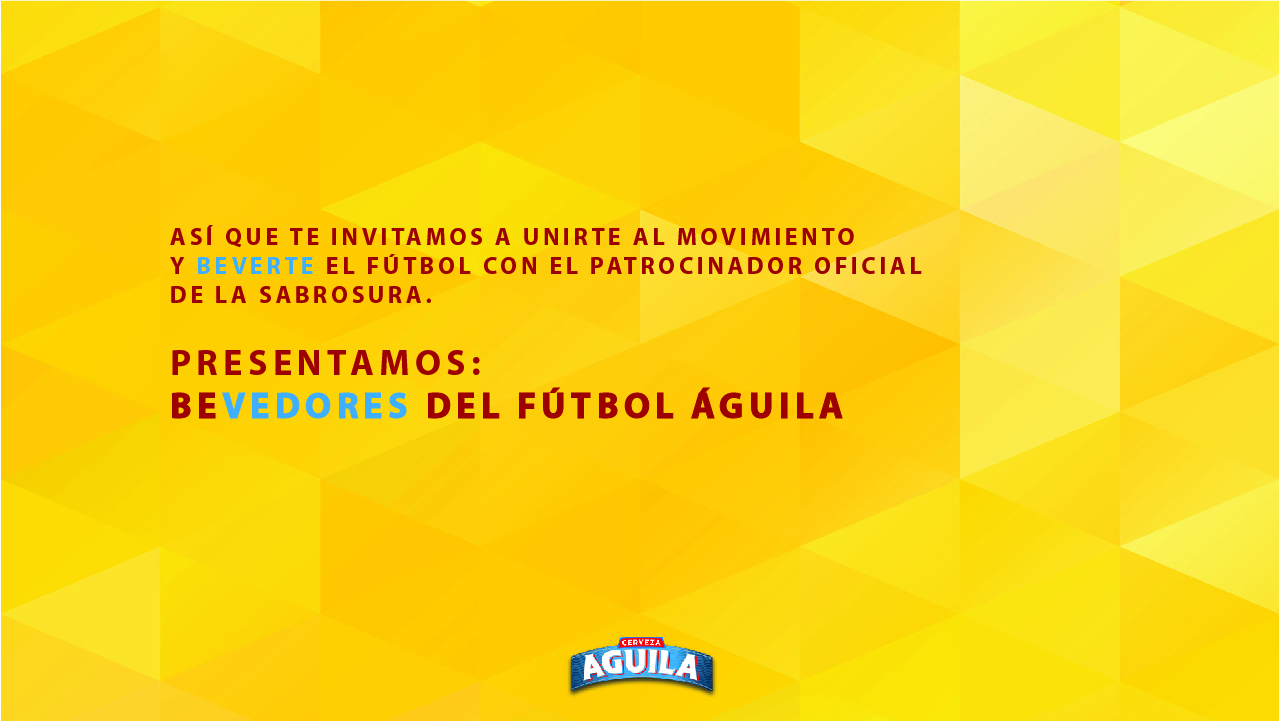 ASÍ QUE TE INVITAMOS A UNIRTE AL MOVIMIENTO
Y BEVERTE EL FÚTBOL CON EL PATROCINADOR OFICIAL
DE LA SABROSURA.
PRESENTAMOS:
BEVEDORES DEL FÚTBOL ÁGUILA
CERVEZA
AGUILA